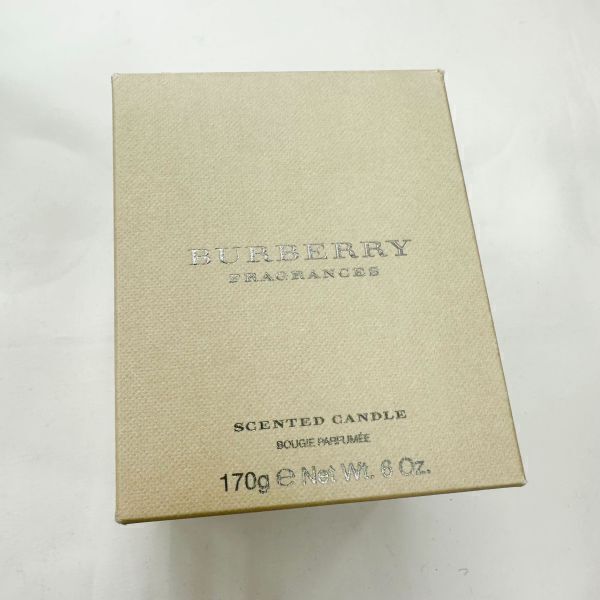 BURBERRY
FRAGRANCES
SCENTED CANDLE
BOUGIE PARFUMÉE
170g ℮ Net Wt. 6 Oz.